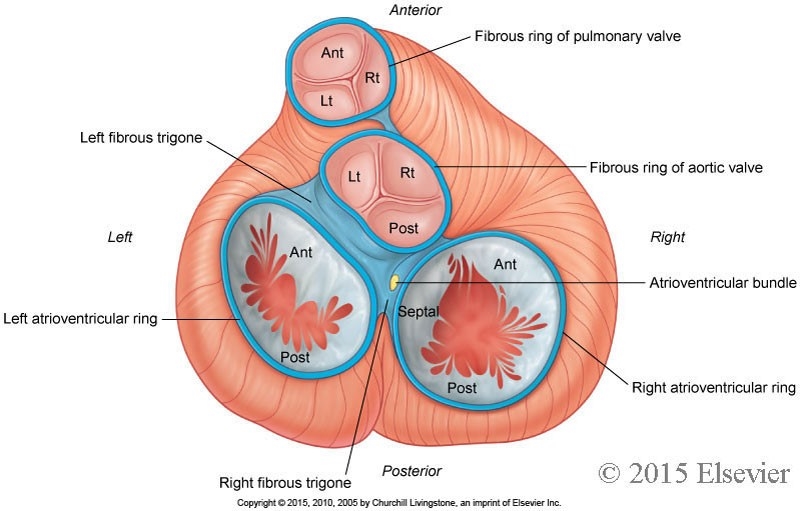 Anterior
Fibrous ring of pulmonary valve
Ant
Rt
Lt
Left fibrous trigone
Fibrous ring of aortic valve
Lt
Rt
Post
Left
Right
Ant
Ant
Atrioventricular bundle
Septal
Left atrioventricular ring
Post
Post
Right atrioventricular ring
Posterior
Right fibrous trigone
© 2015 Elsevier
Copyright © 2015, 2010, 2005 by Churchill Livingstone, an imprint of Elsevier Inc.